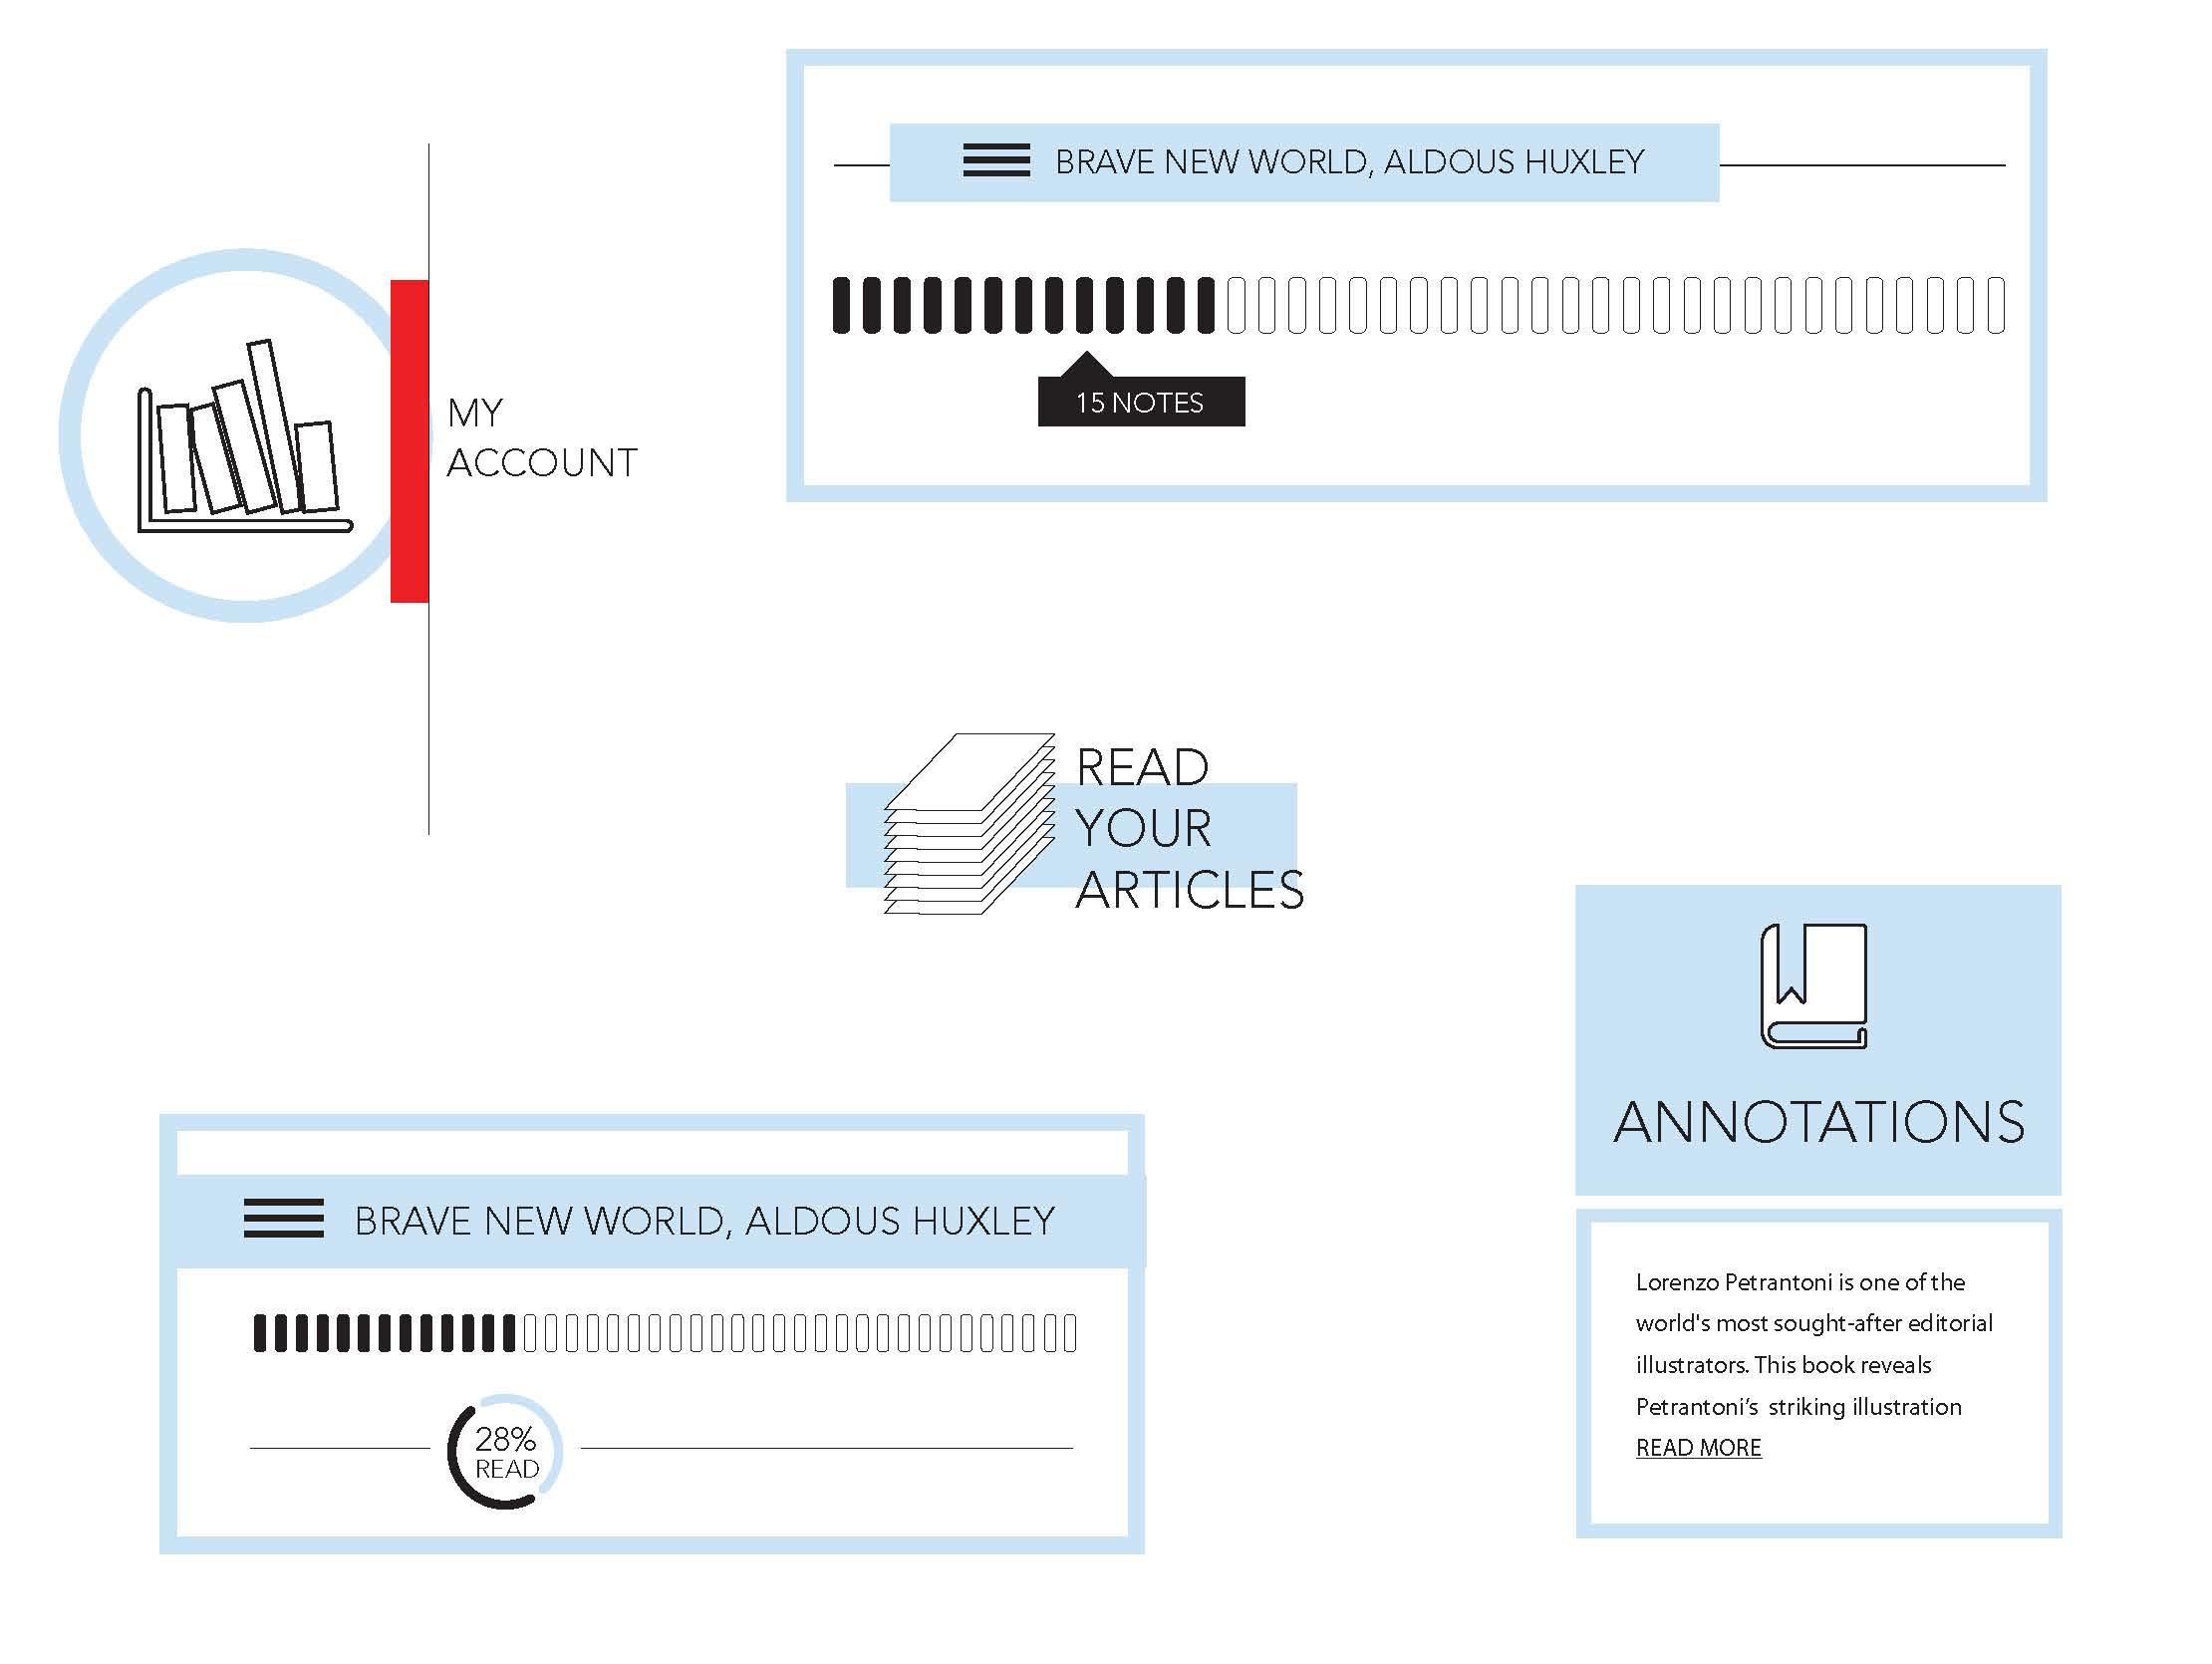 BRAVE NEW WORLD, ALDOUS HUXLEY
15 NOTES
MY
ACCOUNT
READ
YOUR
ARTICLES
ANNOTATIONS
Lorenzo Petrantoni is one of the
world's most sought-after editorial
illustrators. This book reveals
Petrantoni’s  striking illustration
READ MORE
BRAVE NEW WORLD, ALDOUS HUXLEY
28%
READ